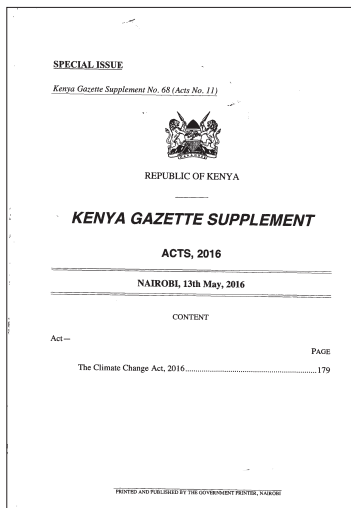 SPECIAL ISSUE
Kenya Gazette Supplement No. 68 (Acts No. 11)
REPUBLIC OF KENYA
KENYA GAZETTE SUPPLEMENT
ACTS, 2016
NAIROBI, 13th May, 2016
CONTENT
Act—
PAGE
The Climate Change Act, 2016..........................................................179
PRINTED AND PUBLISHED BY THE GOVERNMENT PRINTER, NAIROBI